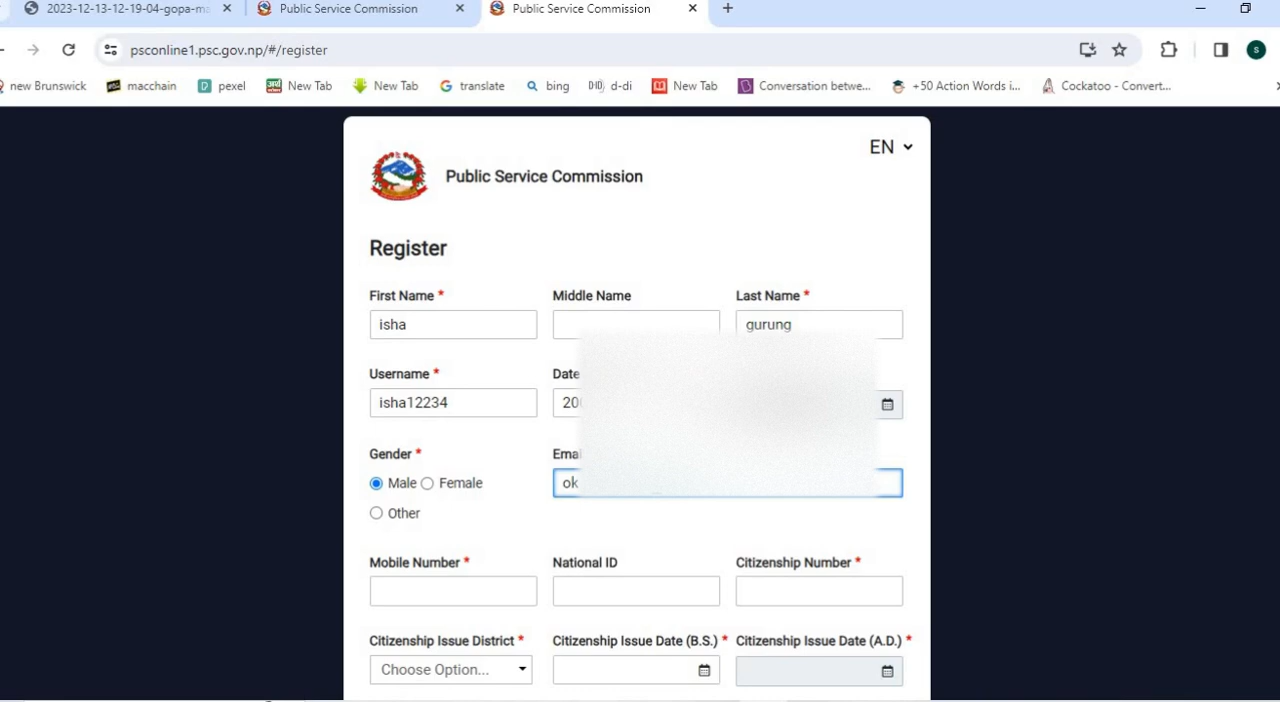 2023-12-13-12-19-04-gopa-ma
Public Service Commission
Public Service Commission
psconline1.psc.gov.np/#/register
S
new Brunswick macchain pexel New Tab New Tab translate bing d-di New Tab Conversation betwe... +50 Action Words i... Cockatoo - Convert...
EN
Public Service Commission
Register
First Name * Middle Name Last Name *
isha gurung
Username * Date
isha12234 200
Gender * Emai
Male Female ok
Other
Mobile Number * National ID Citizenship Number *
Citizenship Issue District * Citizenship Issue Date (B.S.) * Citizenship Issue Date (A.D.) *
Choose Option...